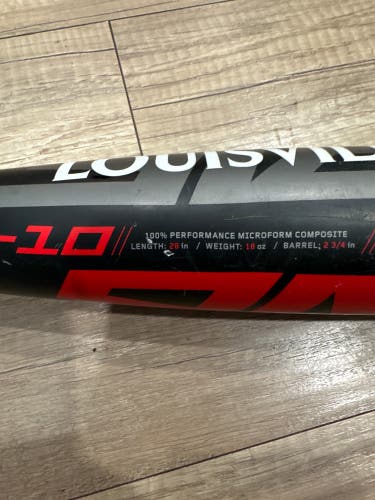 LOUISVIL
-10
100% PERFORMANCE MICROFORM COMPOSITE
LENGTH: 28 in / WEIGHT: 18 oz / BARREL; 2 3/4 in